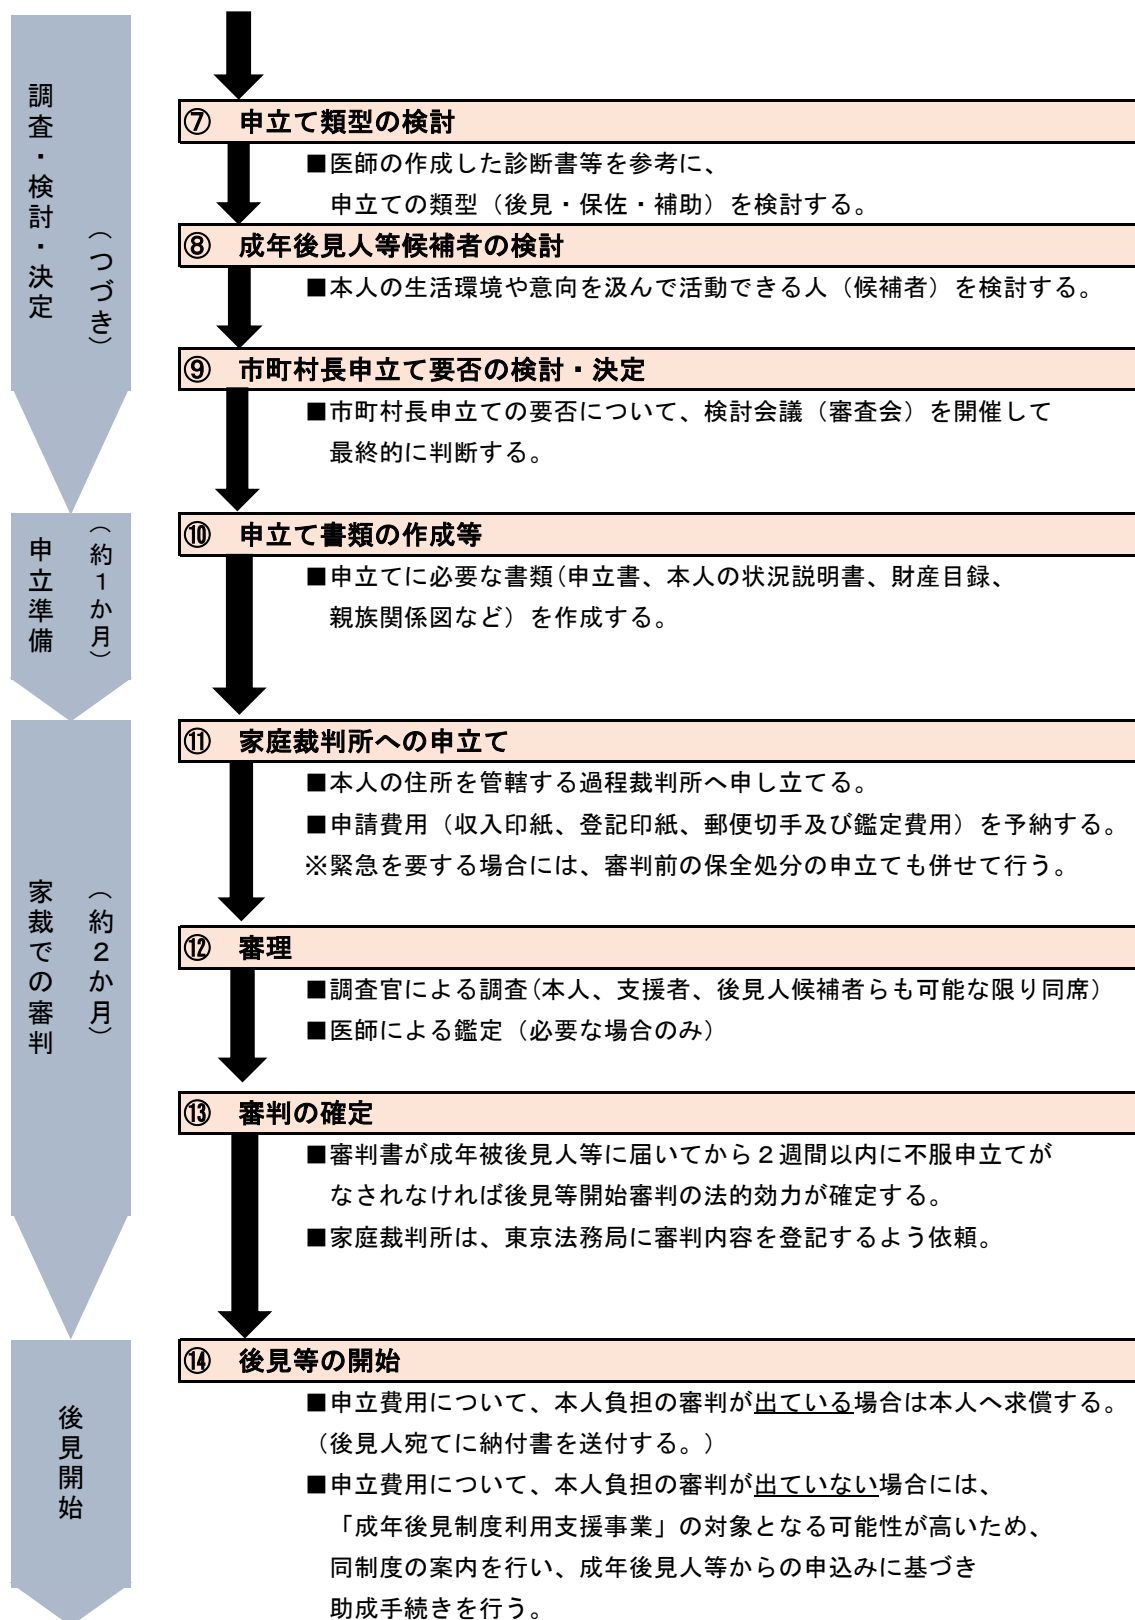 調査・検討・決定
（つづき）
⑦　申立て類型の検討
■医師の作成した診断書等を参考に、
申立ての類型（後見・保佐・補助）を検討する。
⑧　成年後見人等候補者の検討
■本人の生活環境や意向を汲んで活動できる人（候補者）を検討する。
⑨　市町村長申立て要否の検討・決定
■市町村長申立ての要否について、検討会議（審査会）を開催して
最終的に判断する。
申立準備
（約１か月）
⑩　申立て書類の作成等
■申立てに必要な書類（申立書、本人の状況説明書、財産目録、
親族関係図など）を作成する。
家裁での審判
（約２か月）
⑪　家庭裁判所への申立て
■本人の住所を管轄する過程裁判所へ申し立てる。
■申請費用（収入印紙、登記印紙、郵便切手及び鑑定費用）を予納する。
※緊急を要する場合には、審判前の保全処分の申立ても併せて行う。
⑫　審理
■調査官による調査（本人、支援者、後見人候補者らも可能な限り同席）
■医師による鑑定（必要な場合のみ）
⑬　審判の確定
■審判書が成年被後見人等に届いてから２週間以内に不服申立てが
なされなければ後見等開始審判の法的効力が確定する。
■家庭裁判所は、東京法務局に審判内容を登記するよう依頼。
後見開始
⑭　後見等の開始
■申立費用について、本人負担の審判が出ている場合は本人へ求償する。
（後見人宛てに納付書を送付する。）
■申立費用について、本人負担の審判が出ていない場合には、
「成年後見制度利用支援事業」の対象となる可能性が高いため、
同制度の案内を行い、成年後見人等からの申込みに基づき
助成手続きを行う。